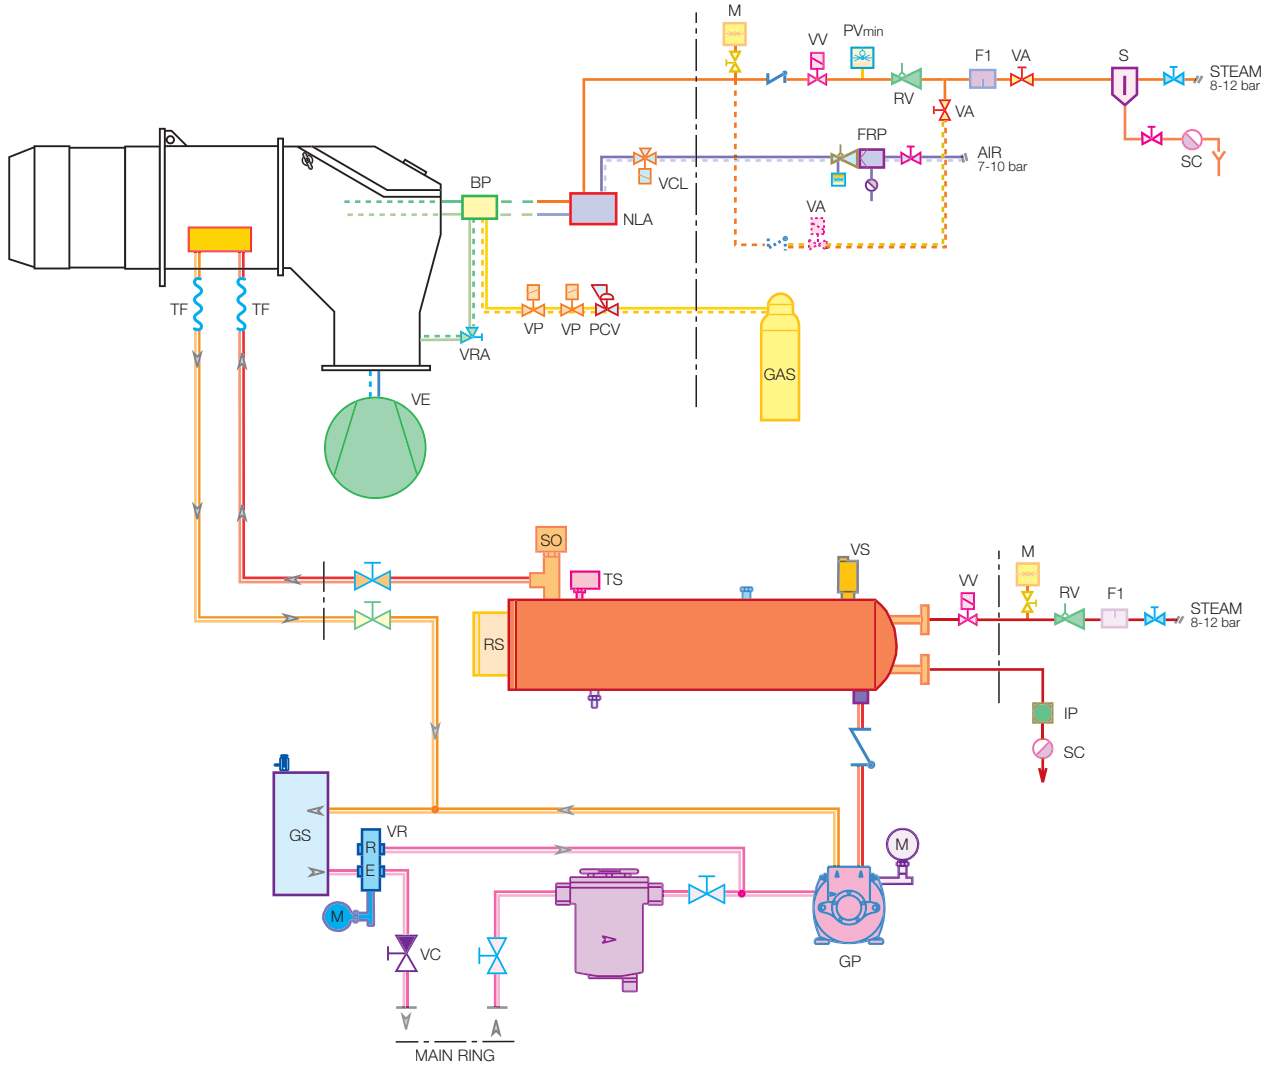 M
VV
PVmin
RV
F1
VA
S
STEAM
8-12 bar
VA
FRP
AIR
7-10 bar
SC
BP
VCL
NLA
VA
TF
TF
VP
VP
PCV
VRA
GAS
VE
SO
TS
VS
VV
M
RV
F1
STEAM
8-12 bar
RS
IP
SC
GS
VR
R
E
M
M
VC
GP
MAIN RING